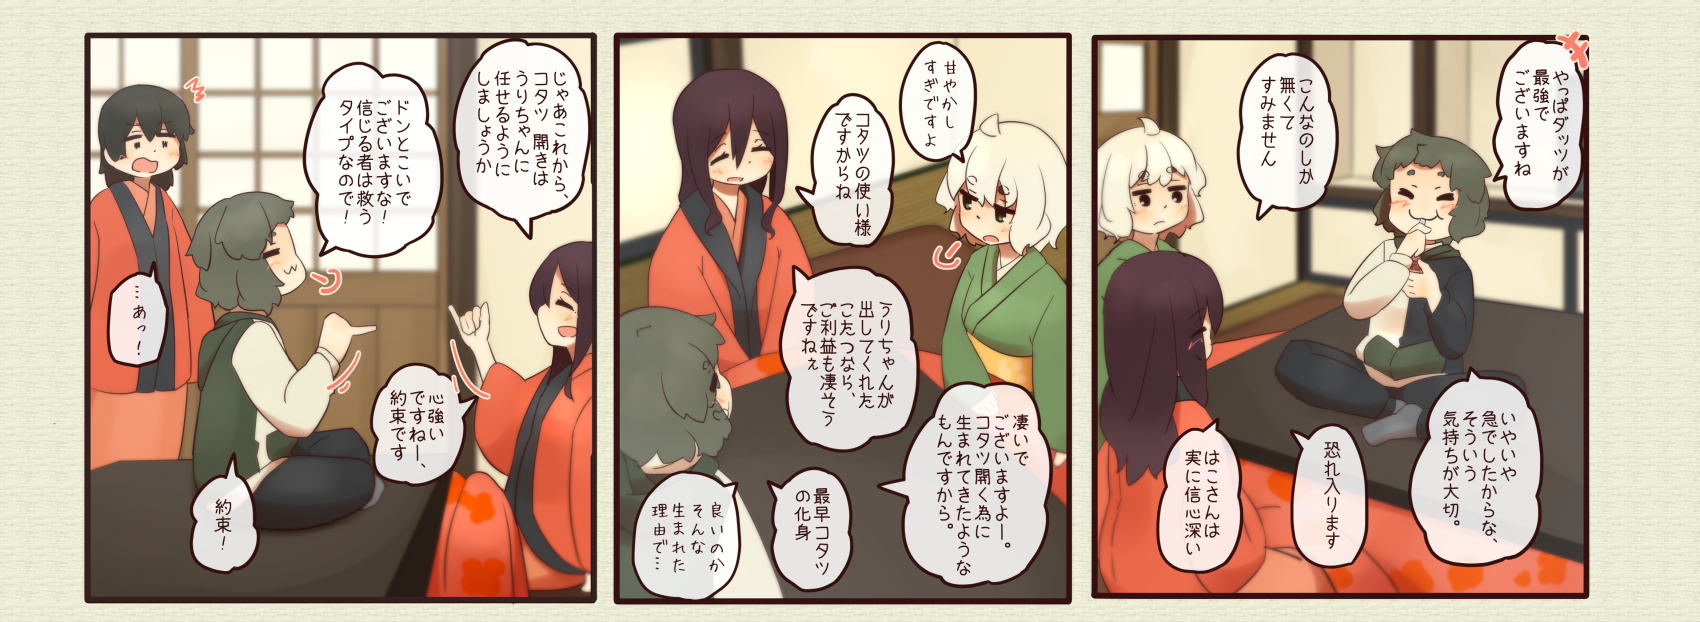 やっぱダッツが
最強で
ございますね
こんなのしか
無くて
すみません
いやいや
急でしたからな、
そういう
気持ちが大切。
恐れ入ります
はこさんは
実に信心深い
甘やかし
すぎですよ
コタツの使い様
ですからね
うりちゃんが
出してくれた
こたつなら、
ご利益も凄そう
ですねぇ
凄いで
ございますよー。
コタツ開く為に
生まれてきたような
もんですから。
最早コタツ
の化身
良いのか
そんな
生まれた
理由で…
じゃあこれから、
コタツ 開きは
うりちゃんに
任せるように
しましょうか
ドンとこいで
ございますな!
信じる者は救う
タイプなので!
…あっ!
心強い
ですねー、
約束です
約束!